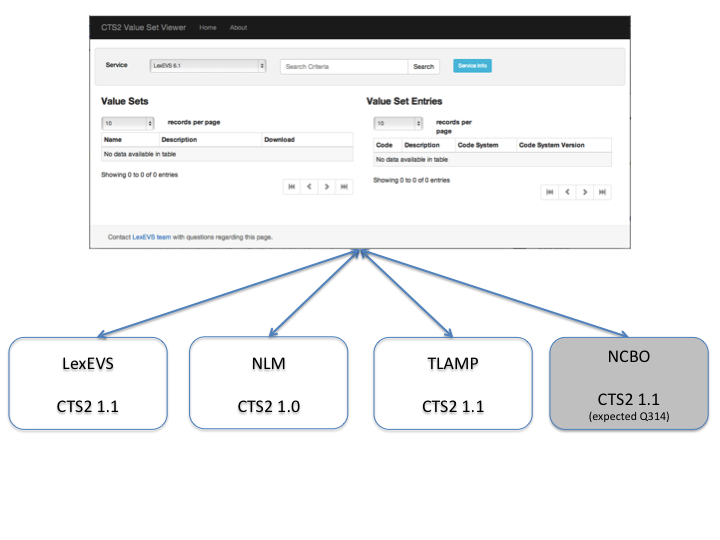 CTS2 Value Set Viewer Home About
Service LexEVS 6.1 Search Criteria Search Service Info
Value Sets
10 records per page
Name Description Download
No data available in table
Showing 0 to 0 of 0 entries
Value Set Entries
10 records per
page
Code Description Code System Code System Version
No data available in table
Showing 0 to 0 of 0 entries
Contact LexEVS team with questions regarding this page.
LexEVS
CTS2 1.1
NLM
CTS2 1.0
TLAMP
CTS2 1.1
NCBO
CTS2 1.1
(expected Q314)